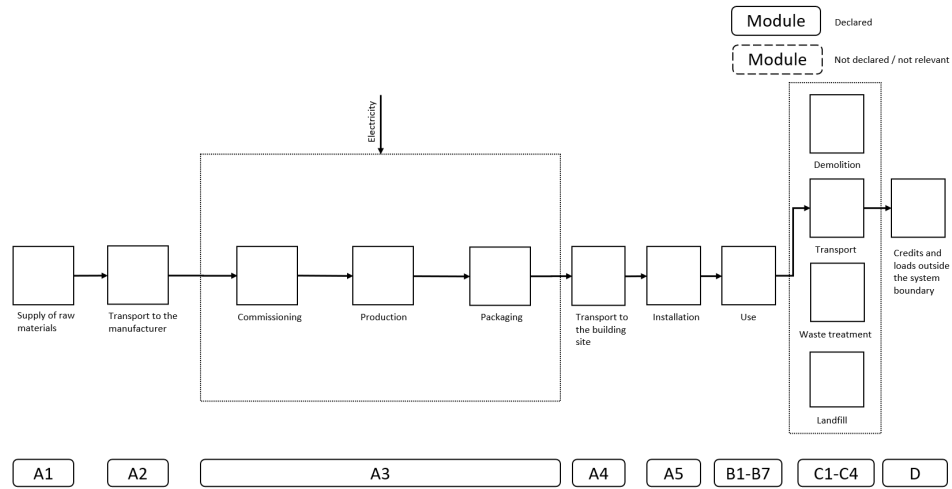 Module
Declared
Module
Not declared / not relevant
Electricity
Demolition
Transport
Waste treatment
Landfill
Supply of raw
materials
Transport to the
manufacturer
Commissioning
Production
Packaging
Transport to
the building
site
Installation
Use
Credits and
loads outside
the system
boundary
A1
A2
A3
A4
A5
B1-B7
C1-C4
D